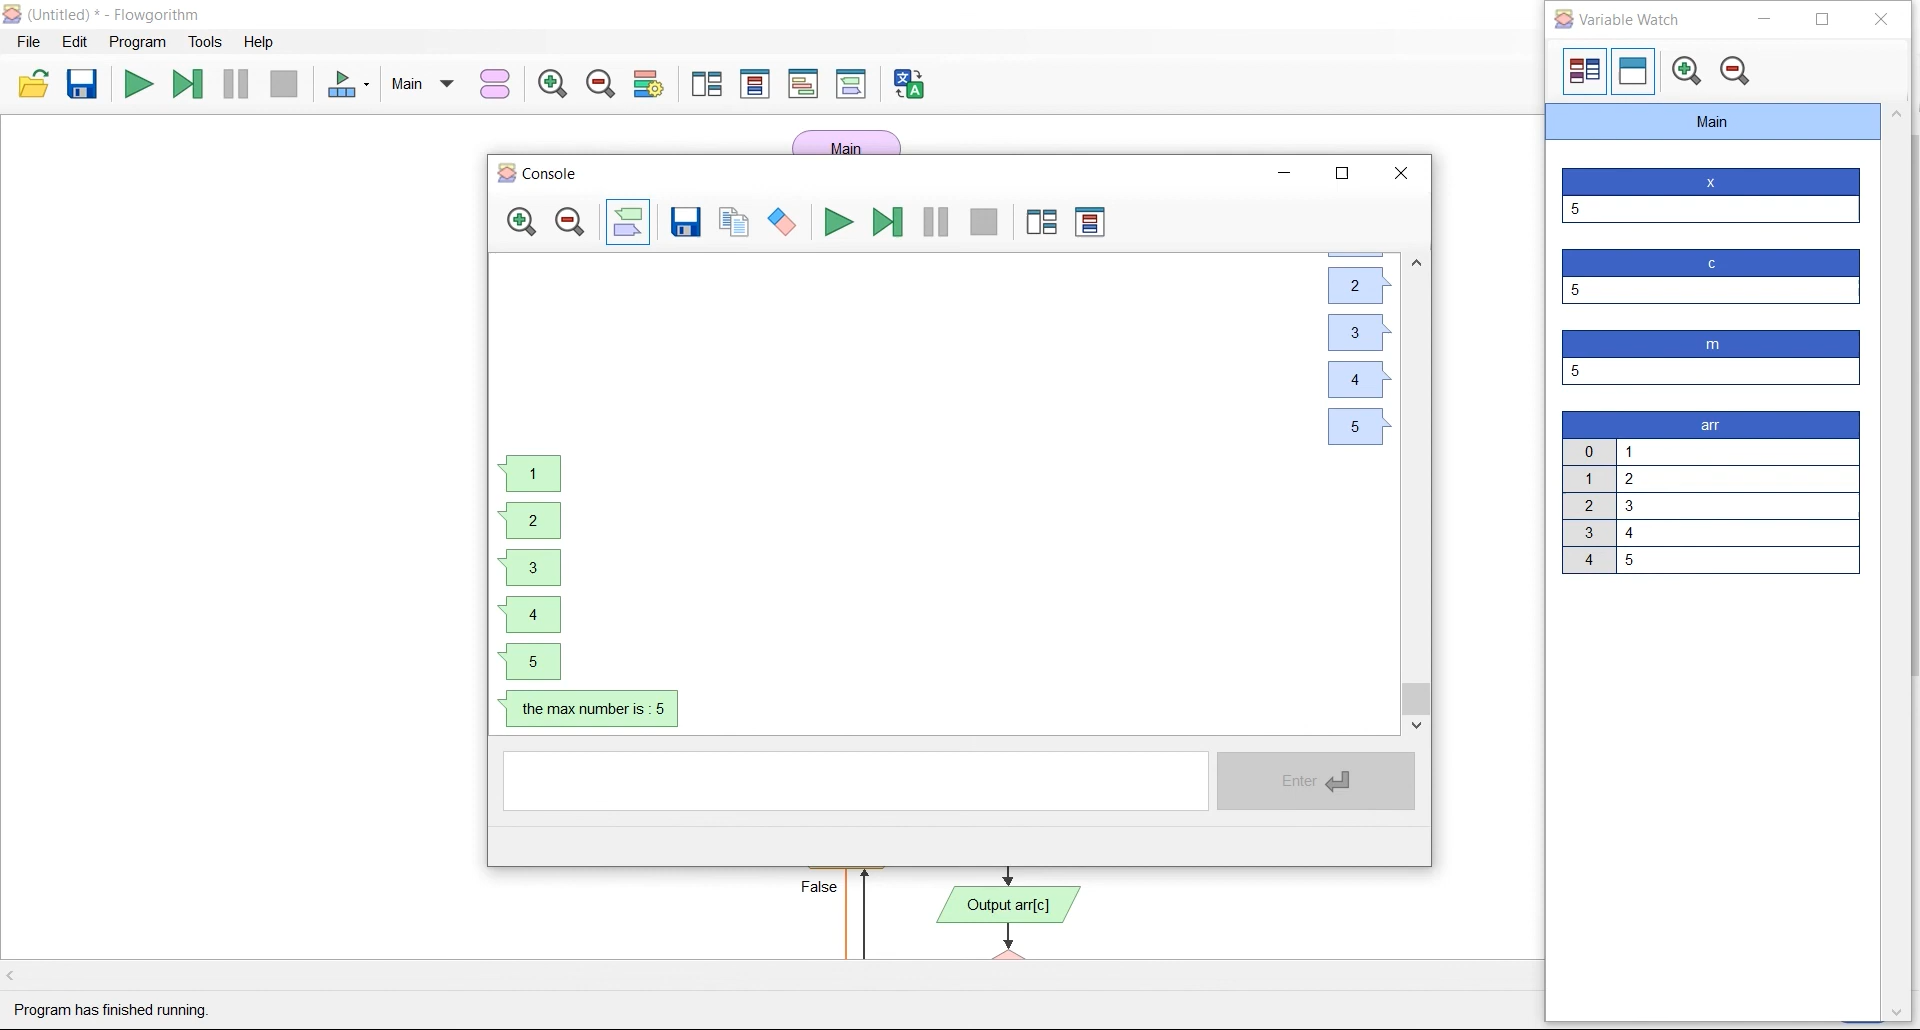 (Untitled) * - Flowgorithm
File Edit Program Tools Help
Main
Main
Console
2
3
4
5
1
2
3
4
5
the max number is : 5
Enter
False
Output arr[c]
Program has finished running.
Variable Watch
Main
x
5
c
5
m
5
arr
0 1
1 2
2 3
3 4
4 5